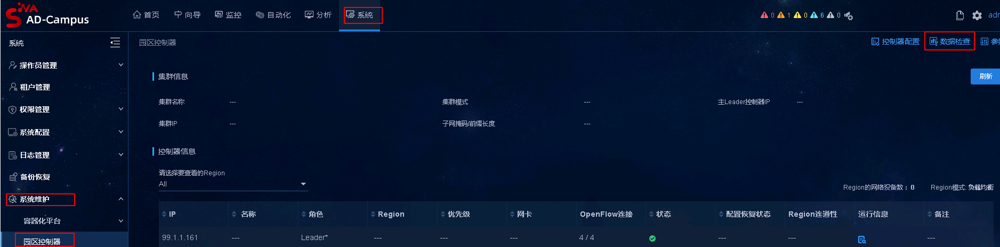 SNA
AD-Campus
首页 向导 监控 自动化 分析 系统
0 1 0 6 0
系统
园区控制器
控制器配置 数据检查
操作员管理
租户管理
权限管理
系统配置
日志管理
备份恢复
系统维护
容器化平台
园区控制器
集群信息
刷新
集群名称 --- 集群模式 --- 主Leader控制器IP ---
集群IP --- 子网掩码/前缀长度 ---
控制器信息
请选择要查看的Region
All
Region的网络设备数：0 Region模式: 负载均衡
IP 名称 角色 Region 优先级 网卡 OpenFlow连接 状态 配置恢复状态 Region连通性 运行信息 备注
99.1.1.161 --- Leader* --- --- --- 4 / 4 --- --- ---